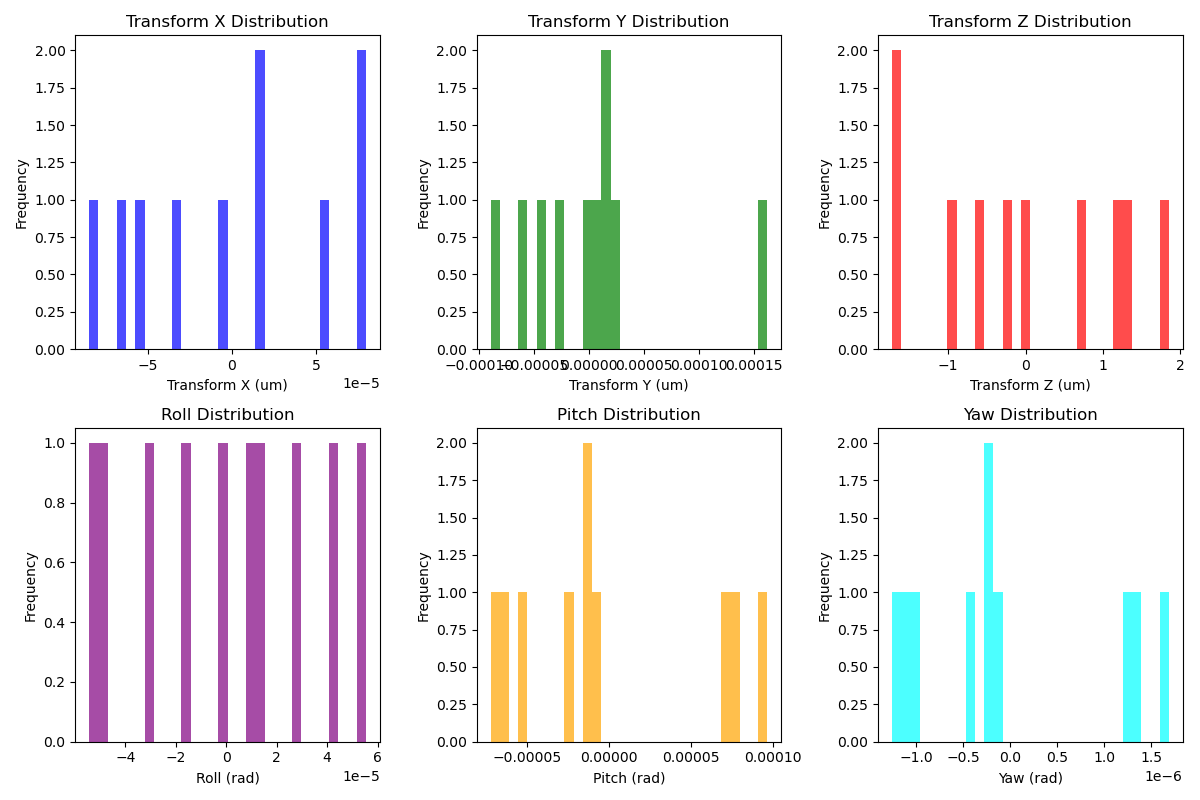 Transform X Distribution
Frequency
2.00
1.75
1.50
1.25
1.00
0.75
0.50
0.25
0.00
−5 0 5
1e−5
Transform X (um)
Transform Y Distribution
Frequency
2.00
1.75
1.50
1.25
1.00
0.75
0.50
0.25
0.00
−0.00010 −0.00005 0.00000 0.00005 0.00010 0.00015
Transform Y (um)
Transform Z Distribution
Frequency
2.00
1.75
1.50
1.25
1.00
0.75
0.50
0.25
0.00
−1 0 1 2
Transform Z (um)
Roll Distribution
Frequency
1.0
0.8
0.6
0.4
0.2
0.0
−4 −2 0 2 4 6
1e−5
Roll (rad)
Pitch Distribution
Frequency
2.00
1.75
1.50
1.25
1.00
0.75
0.50
0.25
0.00
−0.00005 0.00000 0.00005 0.00010
Pitch (rad)
Yaw Distribution
Frequency
2.00
1.75
1.50
1.25
1.00
0.75
0.50
0.25
0.00
−1.0 −0.5 0.0 0.5 1.0 1.5
1e−6
Yaw (rad)